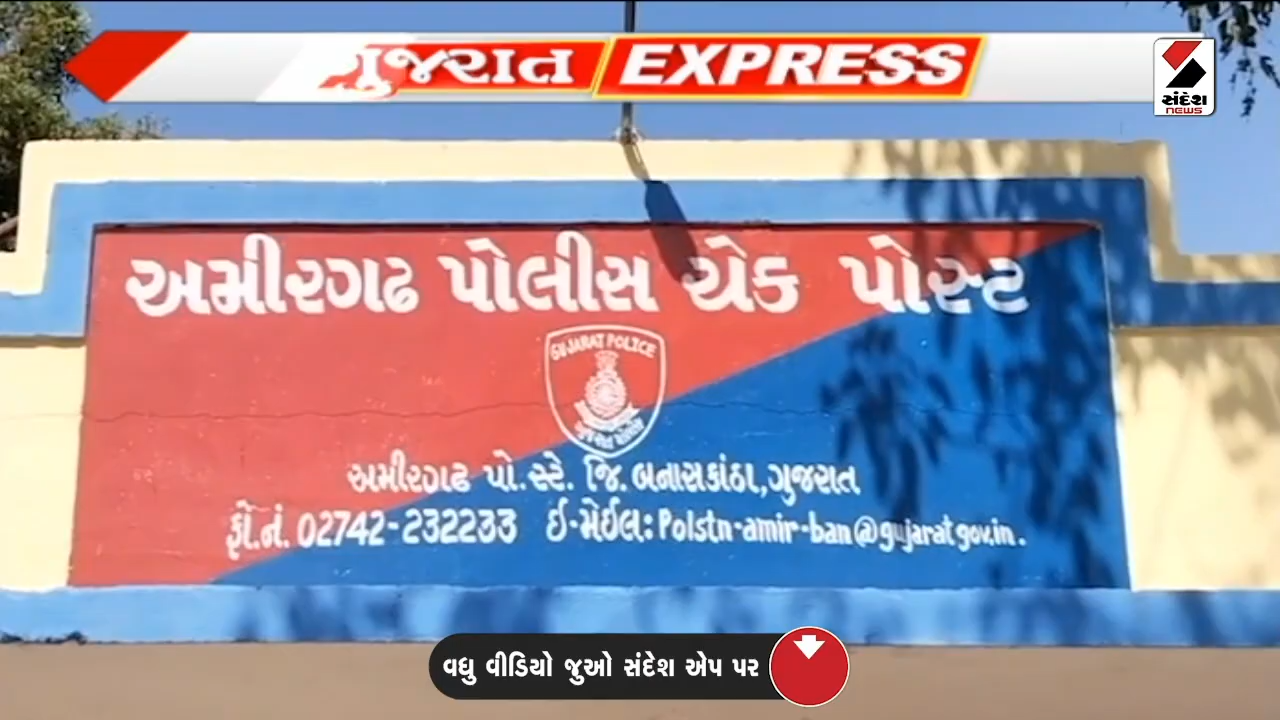 ગુજરાત EXPRESS
સંદેશ
NEWS
અમીરગઢ પોલીસ ચેક પોસ્ટ
GUJARAT POLICE
અમીરગઢ પો.સ્ટે. જિ.બનાસકાંઠા,ગુજરાત
ફો.નં. 02742-232233 ઈ-મેઈલ: Polstn-amir-ban@gujarat.gov.in.
વધુ વીડિયો જુઓ સંદેશ એપ પર